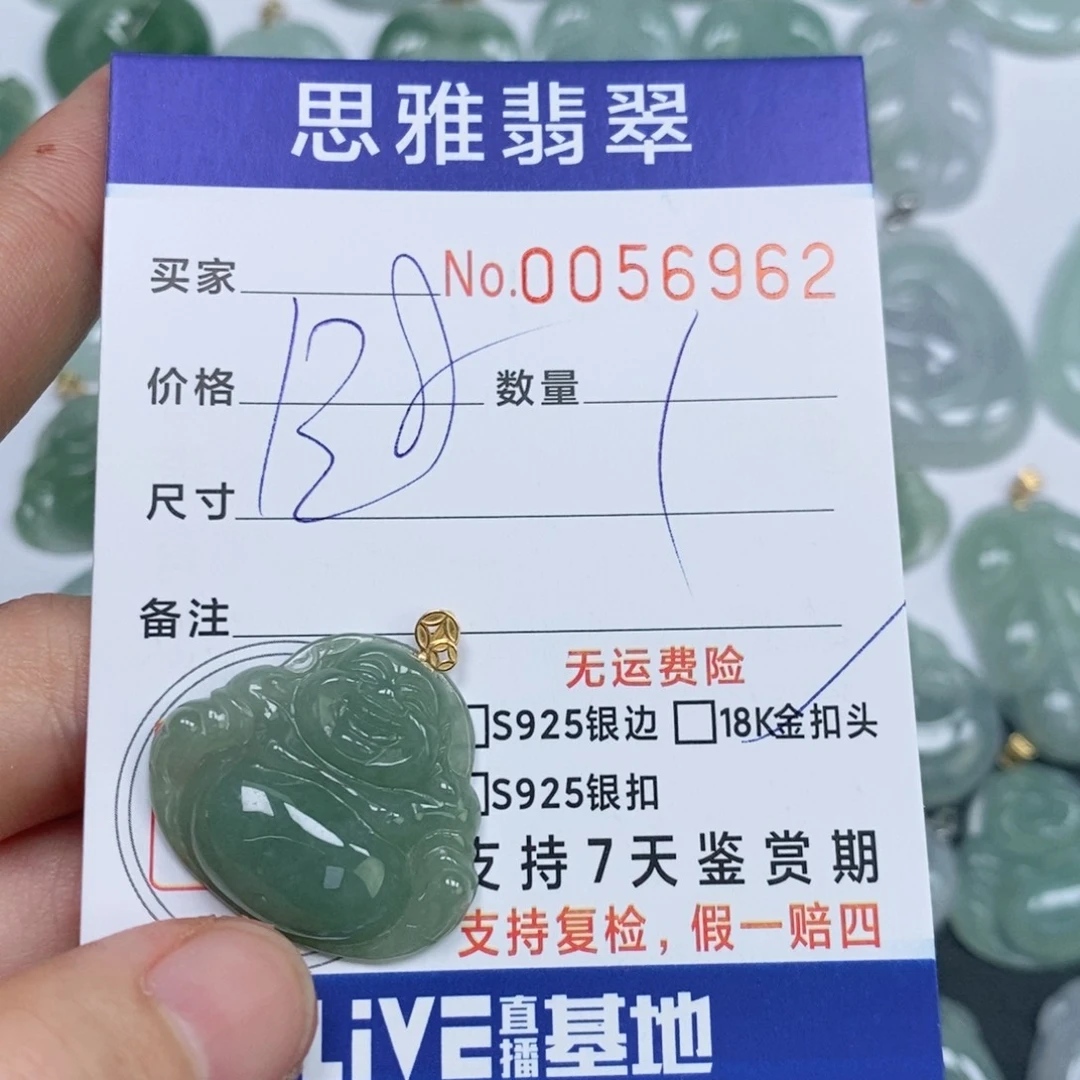 思雅翡翠
买家 No.0056962
价格 数量
尺寸
备注
无运费险
□S925银边 □18K金扣头
□S925银扣
支持7天鉴赏期
支持复检，假一赔四
LiVE直播基地